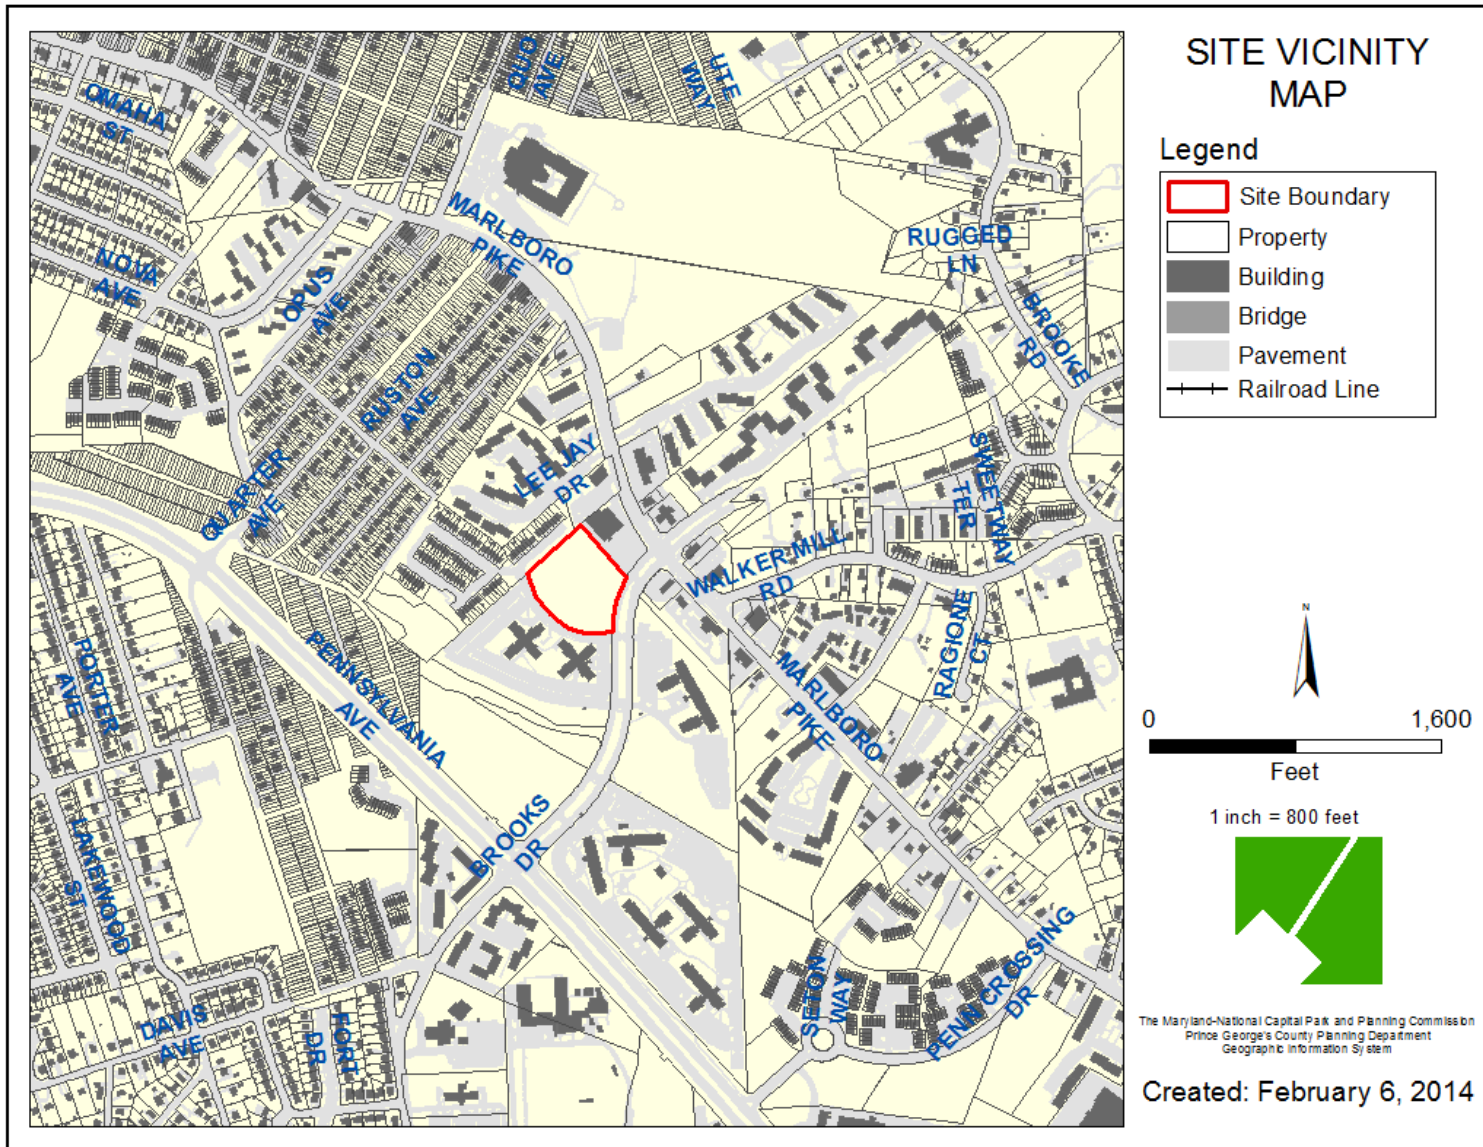 SITE VICINITY
MAP
Legend
Site Boundary
Property
Building
Bridge
Pavement
Railroad Line
N
0
1,600
Feet
1 inch = 800 feet
The Maryland-National Capital Park and Planning Commission
Prince George's County Planning Department
Geographic Information System
Created: February 6, 2014
OMAHA
ST
QUO
AVE
UTE
WAY
MARLBORO
PIKE
RUGGED
LN
NOVA
AVE
OPUS
AVE
BROOKE
RD
RUSTON
AVE
LEE JAY
DR
SWEETWAY
TER
QUARTER
AVE
WALKER MILL
RD
RAGIONE
CT
PORTER
AVE
PENNSYLVANIA
AVE
MARLBORO
PIKE
BROOKS
DR
LAKEWOOD
ST
SETON
WAY
PENN CROSSING
DR
DAVIS
AVE
FORT
DR